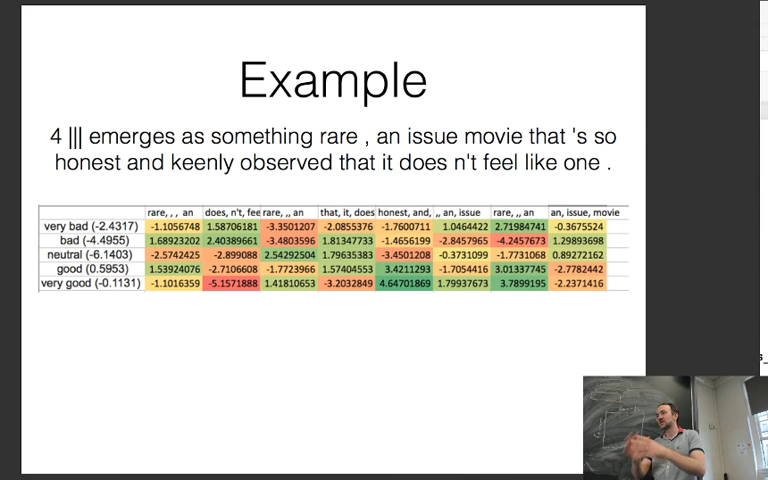 Example
4 ||| emerges as something rare , an issue movie that 's so
honest and keenly observed that it does n't feel like one .
rare, , , an does, n't, fee rare, ,, an that, it, does honest, and, ,, an, issue rare, ,, an an, issue, movie
very bad (-2.4317) -1.1056748 1.58706181 -3.3501207 -2.0855376 -1.7600711 1.0464422 2.71984741 -0.3675524
bad (-4.4955) 1.68923202 2.40389661 -3.4803596 1.81347733 -1.4656199 -2.8457965 -4.2457673 1.29893698
neutral (-6.1403) -2.5742425 -2.899088 2.54292504 1.79635383 -3.4501208 -0.3731099 -1.7731068 0.89272162
good (0.5953) 1.53924076 -2.7106608 -1.7723966 1.57404553 3.4211293 -1.7054416 3.01337745 -2.7782442
very good (-0.1131) -1.1016359 -5.1571888 1.41810653 -3.2032849 4.64701869 1.79937673 3.7899195 -2.2371416